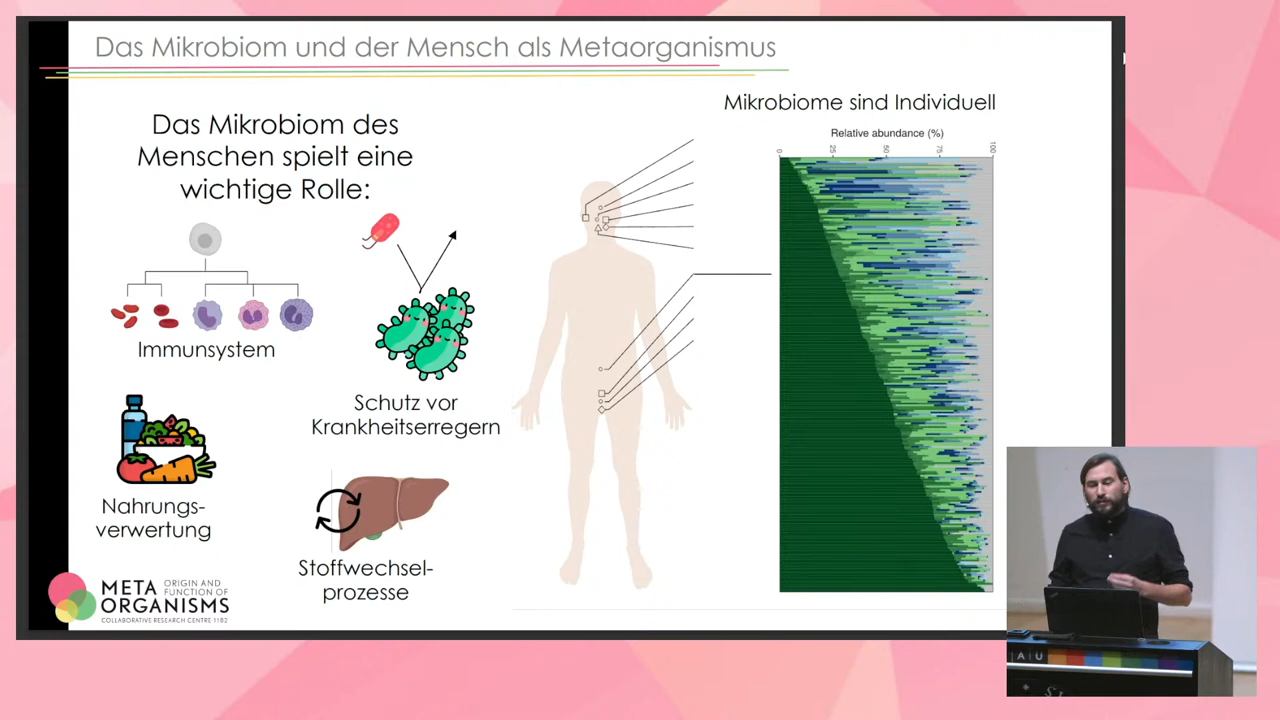 Das Mikrobiom und der Mensch als Metaorganismus
Das Mikrobiom des
Menschen spielt eine
wichtige Rolle:
Immunsystem
Schutz vor
Krankheitserregern
Nahrungs-
verwertung
Stoffwechsel-
prozesse
Mikrobiome sind Individuell
Relative abundance (%)
0 25 50 75 100
META
ORGANISMS
ORIGIN AND
FUNCTION OF
COLLABORATIVE RESEARCH CENTRE 1182
A U